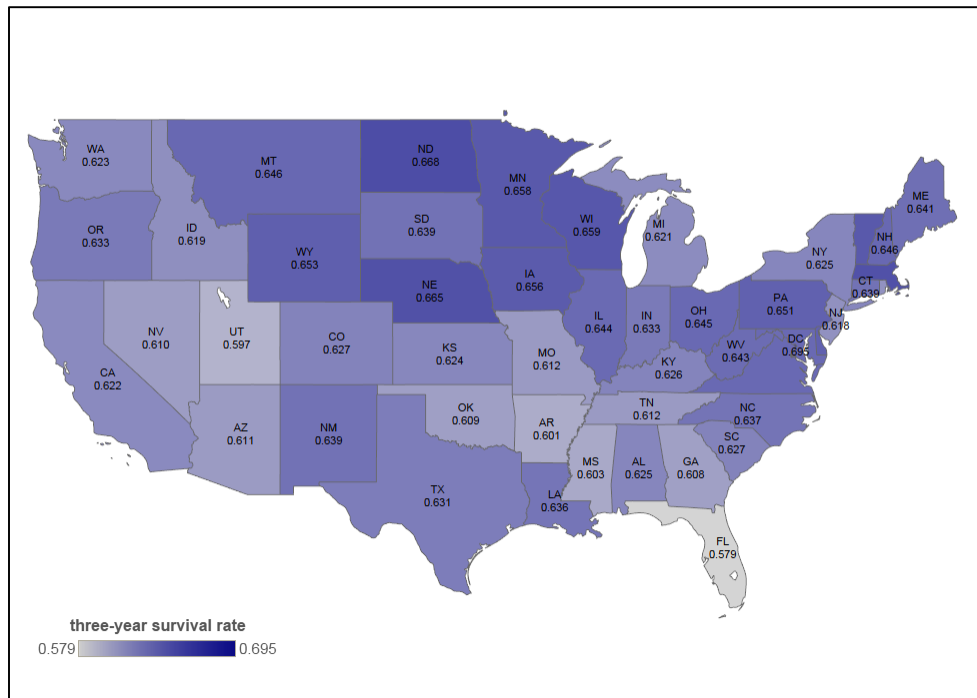 WA
0.623
MT
0.646
ND
0.668
MN
0.658
WI
0.659
MI
0.621
ME
0.641
NH
0.646
NY
0.625
CT
0.639
OR
0.633
ID
0.619
WY
0.653
SD
0.639
NE
0.665
IA
0.656
IL
0.644
IN
0.633
OH
0.645
PA
0.651
NJ
0.618
DC
0.695
WV
0.643
NV
0.610
UT
0.597
CO
0.627
KS
0.624
MO
0.612
KY
0.626
CA
0.622
AZ
0.611
NM
0.639
OK
0.609
AR
0.601
TN
0.612
NC
0.637
SC
0.627
TX
0.631
LA
0.636
MS
0.603
AL
0.625
GA
0.608
FL
0.579
three-year survival rate
0.579
0.695